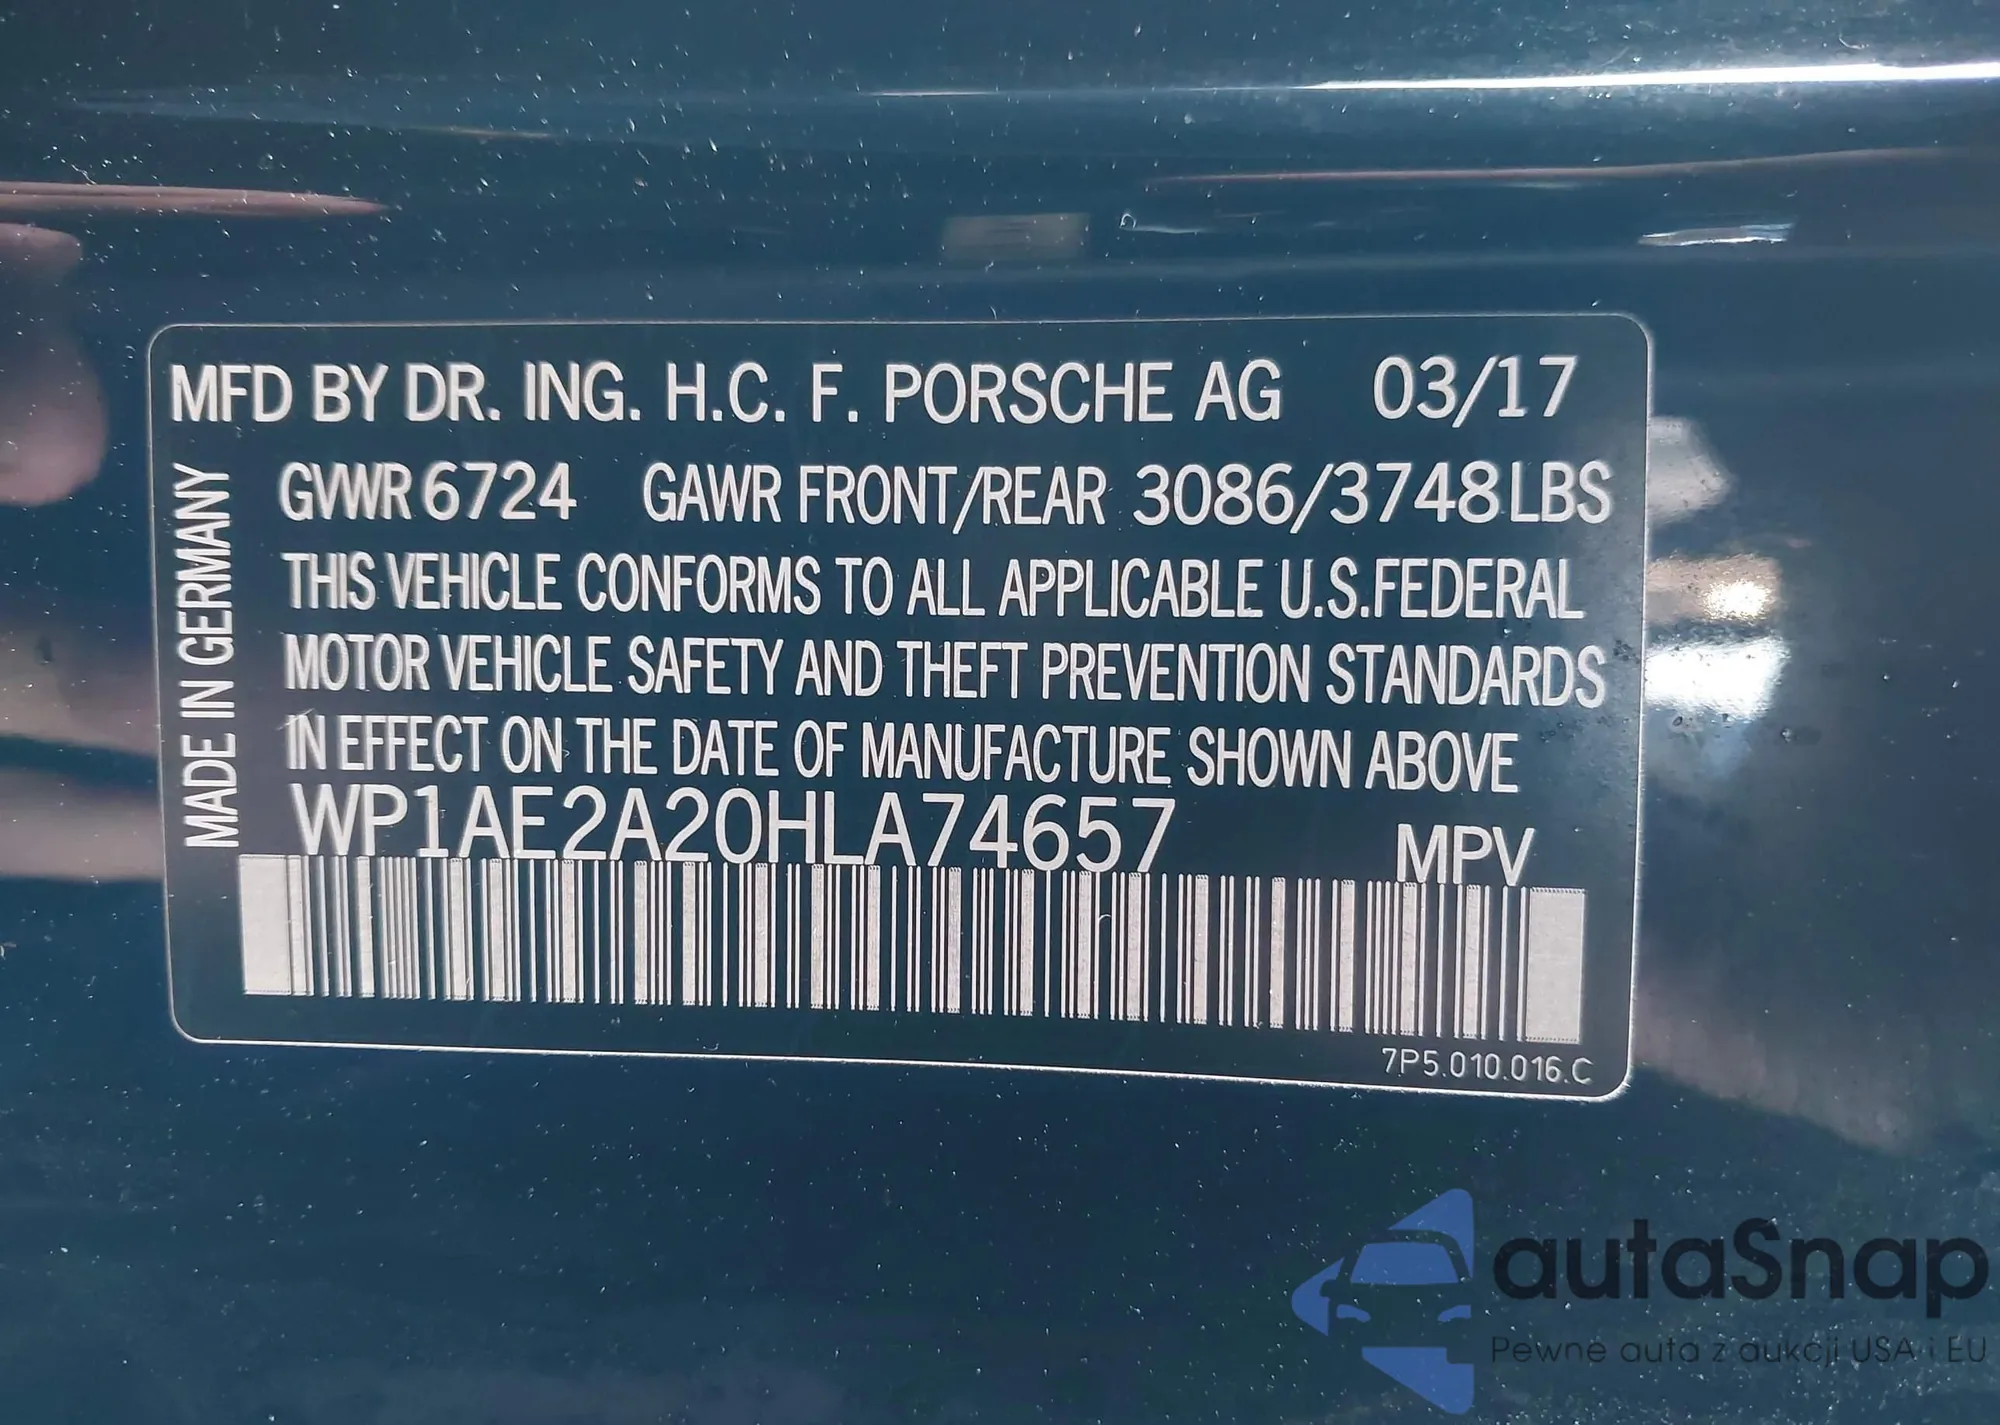 MFD BY DR. ING. H.C. F. PORSCHE AG 03/17
GVWR 6724 GAWR FRONT/REAR 3086/3748 LBS
THIS VEHICLE CONFORMS TO ALL APPLICABLE U.S. FEDERAL
MOTOR VEHICLE SAFETY AND THEFT PREVENTION STANDARDS
IN EFFECT ON THE DATE OF MANUFACTURE SHOWN ABOVE
WP1AE2A20HLA74657 MPV
MADE IN GERMANY
7P5.010.016.C
autaSnap
Pewne auta z aukcji USA i EU